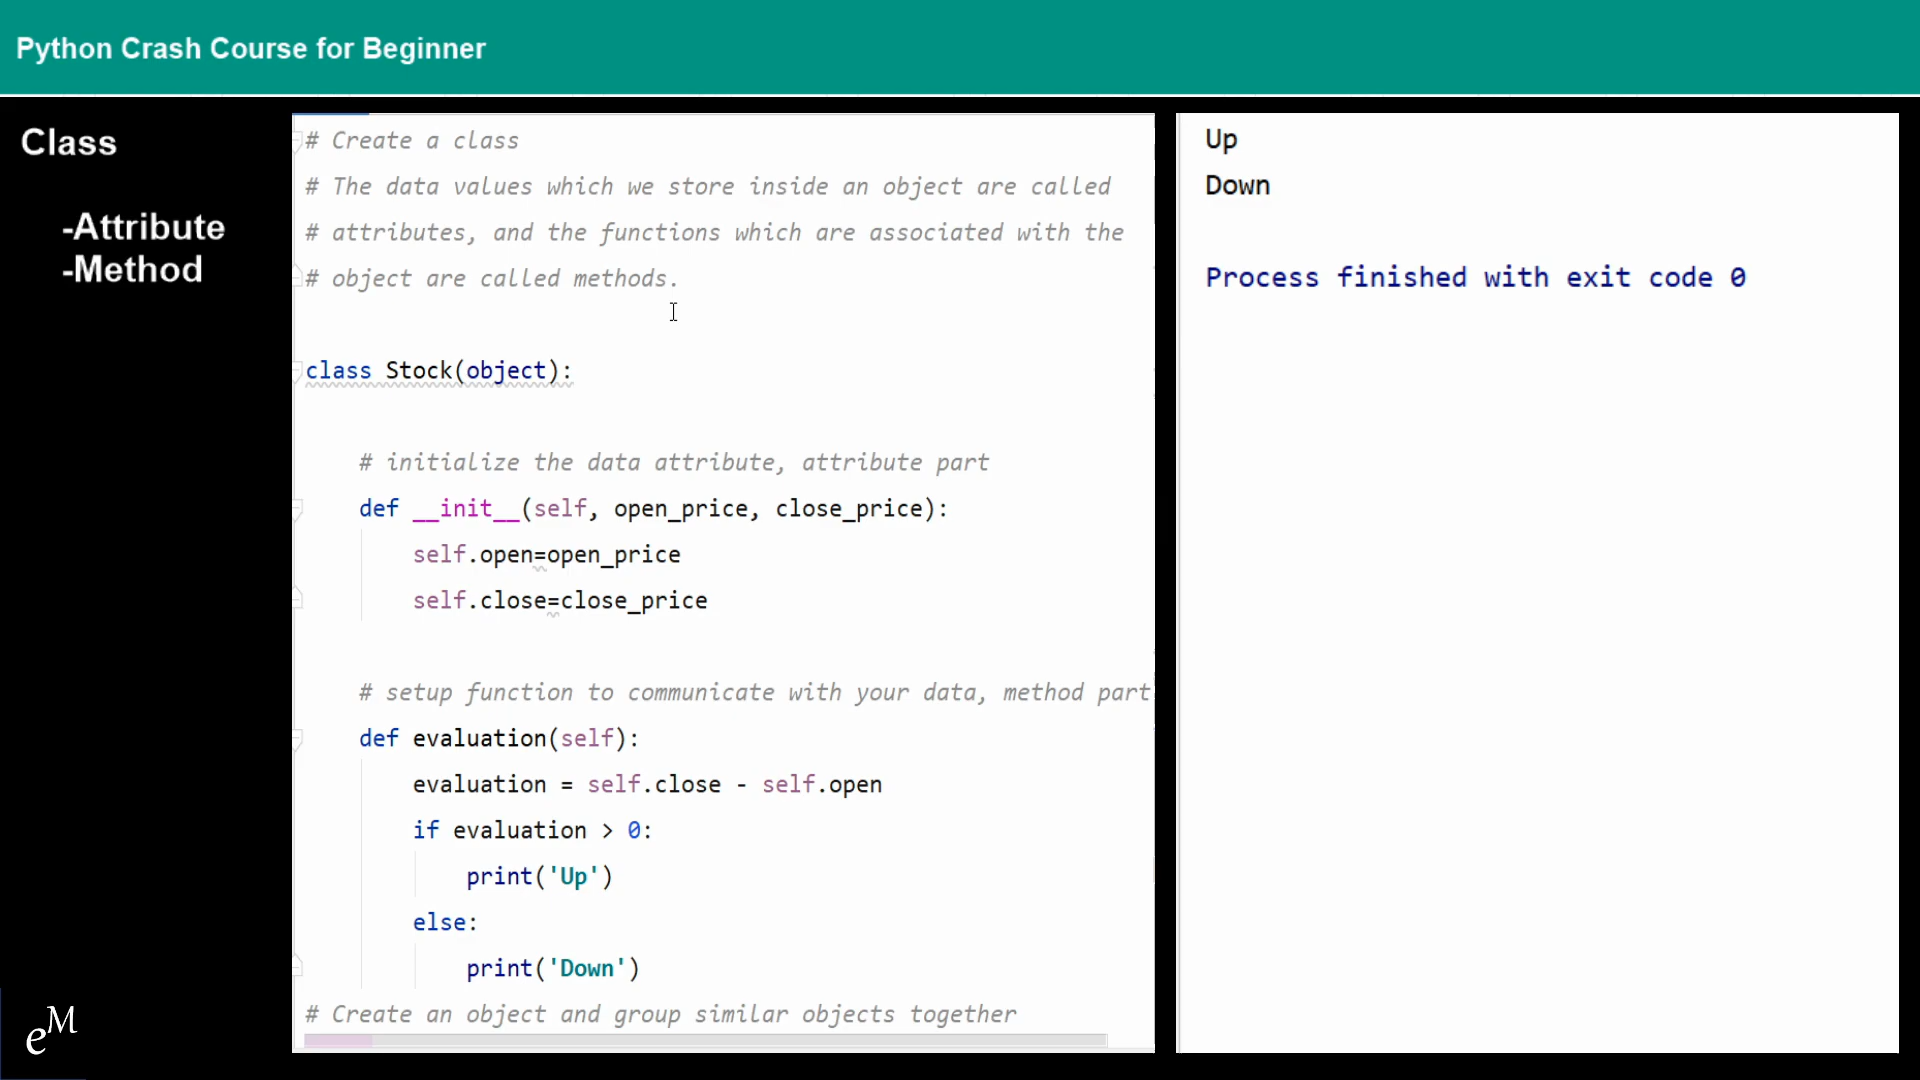 Python Crash Course for Beginner
Class
-Attribute
-Method
# Create a class
# The data values which we store inside an object are called
# attributes, and the functions which are associated with the
# object are called methods.
class Stock(object):
# initialize the data attribute, attribute part
def __init__(self, open_price, close_price):
self.open=open_price
self.close=close_price
# setup function to communicate with your data, method part
def evaluation(self):
evaluation = self.close - self.open
if evaluation > 0:
print('Up')
else:
print('Down')
# Create an object and group similar objects together
Up
Down
Process finished with exit code 0
eM